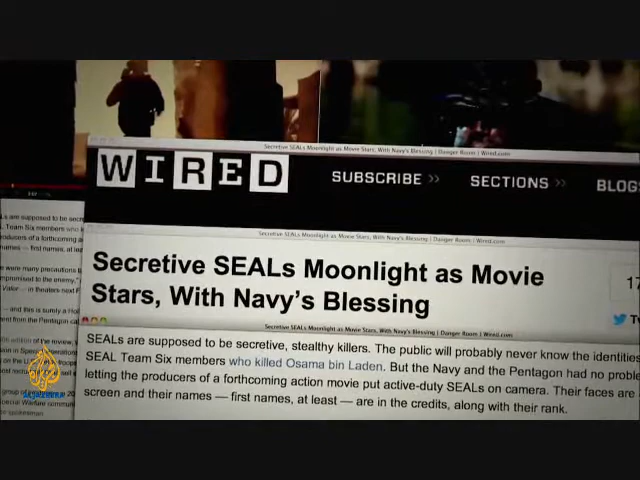 Secretive SEALs Moonlight as Movie Stars, With Navy's Blessing | Danger Room | Wired.com
WIRED
SUBSCRIBE >>
SECTIONS >>
BLOG
Secretive SEALs Moonlight as Movie Stars, With Navy's Blessing | Danger Room | Wired.com
Secretive SEALs Moonlight as Movie
Stars, With Navy's Blessing
17
Tw
Secretive SEALs Moonlight as Movie Stars, With Navy's Blessing | Danger Room | Wired.com
SEALs are supposed to be secretive, stealthy killers. The public will probably never know the identities
SEAL Team Six members who killed Osama bin Laden. But the Navy and the Pentagon had no proble
letting the producers of a forthcoming action movie put active-duty SEALs on camera. Their faces are
screen and their names — first names, at least — are in the credits, along with their rank.